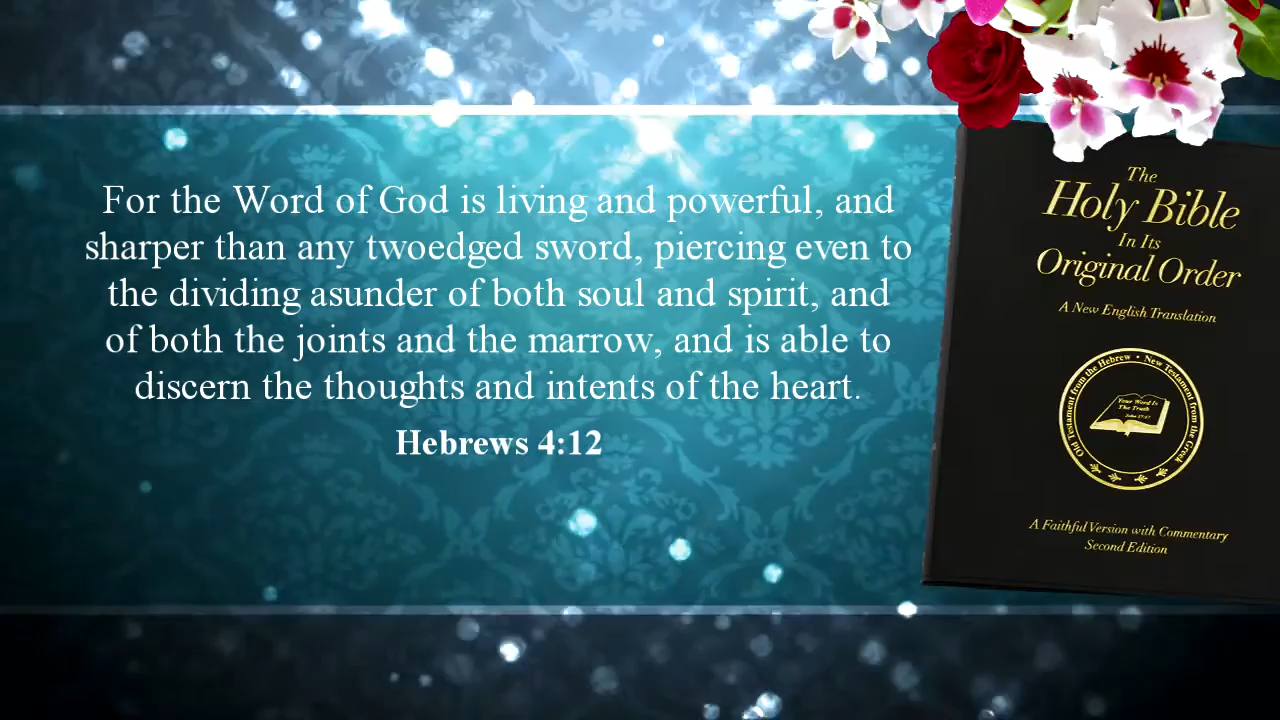 For the Word of God is living and powerful, and
sharper than any twoedged sword, piercing even to
the dividing asunder of both soul and spirit, and
of both the joints and the marrow, and is able to
discern the thoughts and intents of the heart.
Hebrews 4:12
The
Holy Bible
In Its
Original Order
A New English Translation
Old Testament from the Hebrew • New Testament from the Greek
Your Word Is
The Truth
John 17:17
A Faithful Version with Commentary
Second Edition